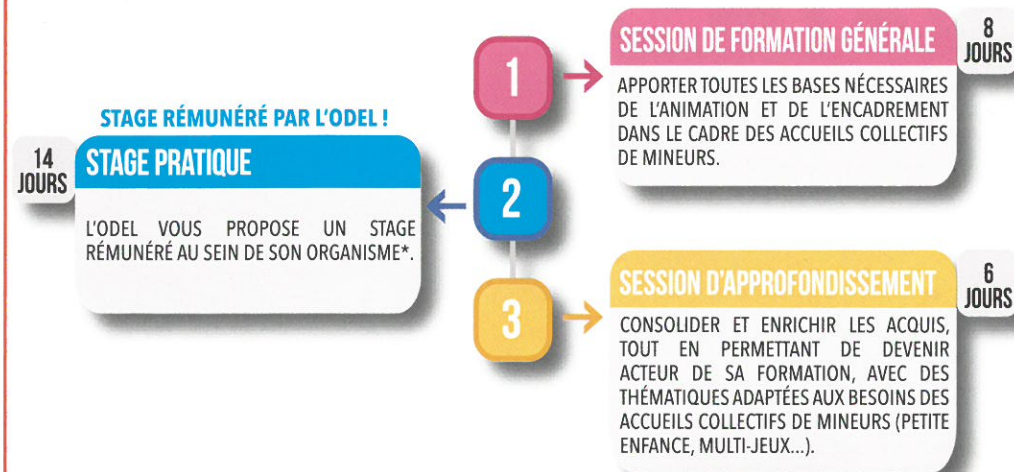 1
SESSION DE FORMATION GÉNÉRALE
8
JOURS
APPORTER TOUTES LES BASES NÉCESSAIRES
DE L'ANIMATION ET DE L'ENCADREMENT
DANS LE CADRE DES ACCUEILS COLLECTIFS
DE MINEURS.
STAGE RÉMUNÉRÉ PAR L'ODEL !
14
JOURS
STAGE PRATIQUE
L'ODEL VOUS PROPOSE UN STAGE
RÉMUNÉRÉ AU SEIN DE SON ORGANISME*.
2
3
SESSION D'APPROFONDISSEMENT
6
JOURS
CONSOLIDER ET ENRICHIR LES ACQUIS,
TOUT EN PERMETTANT DE DEVENIR
ACTEUR DE SA FORMATION, AVEC DES
THÉMATIQUES ADAPTÉES AUX BESOINS DES
ACCUEILS COLLECTIFS DE MINEURS (PETITE
ENFANCE, MULTI-JEUX...).